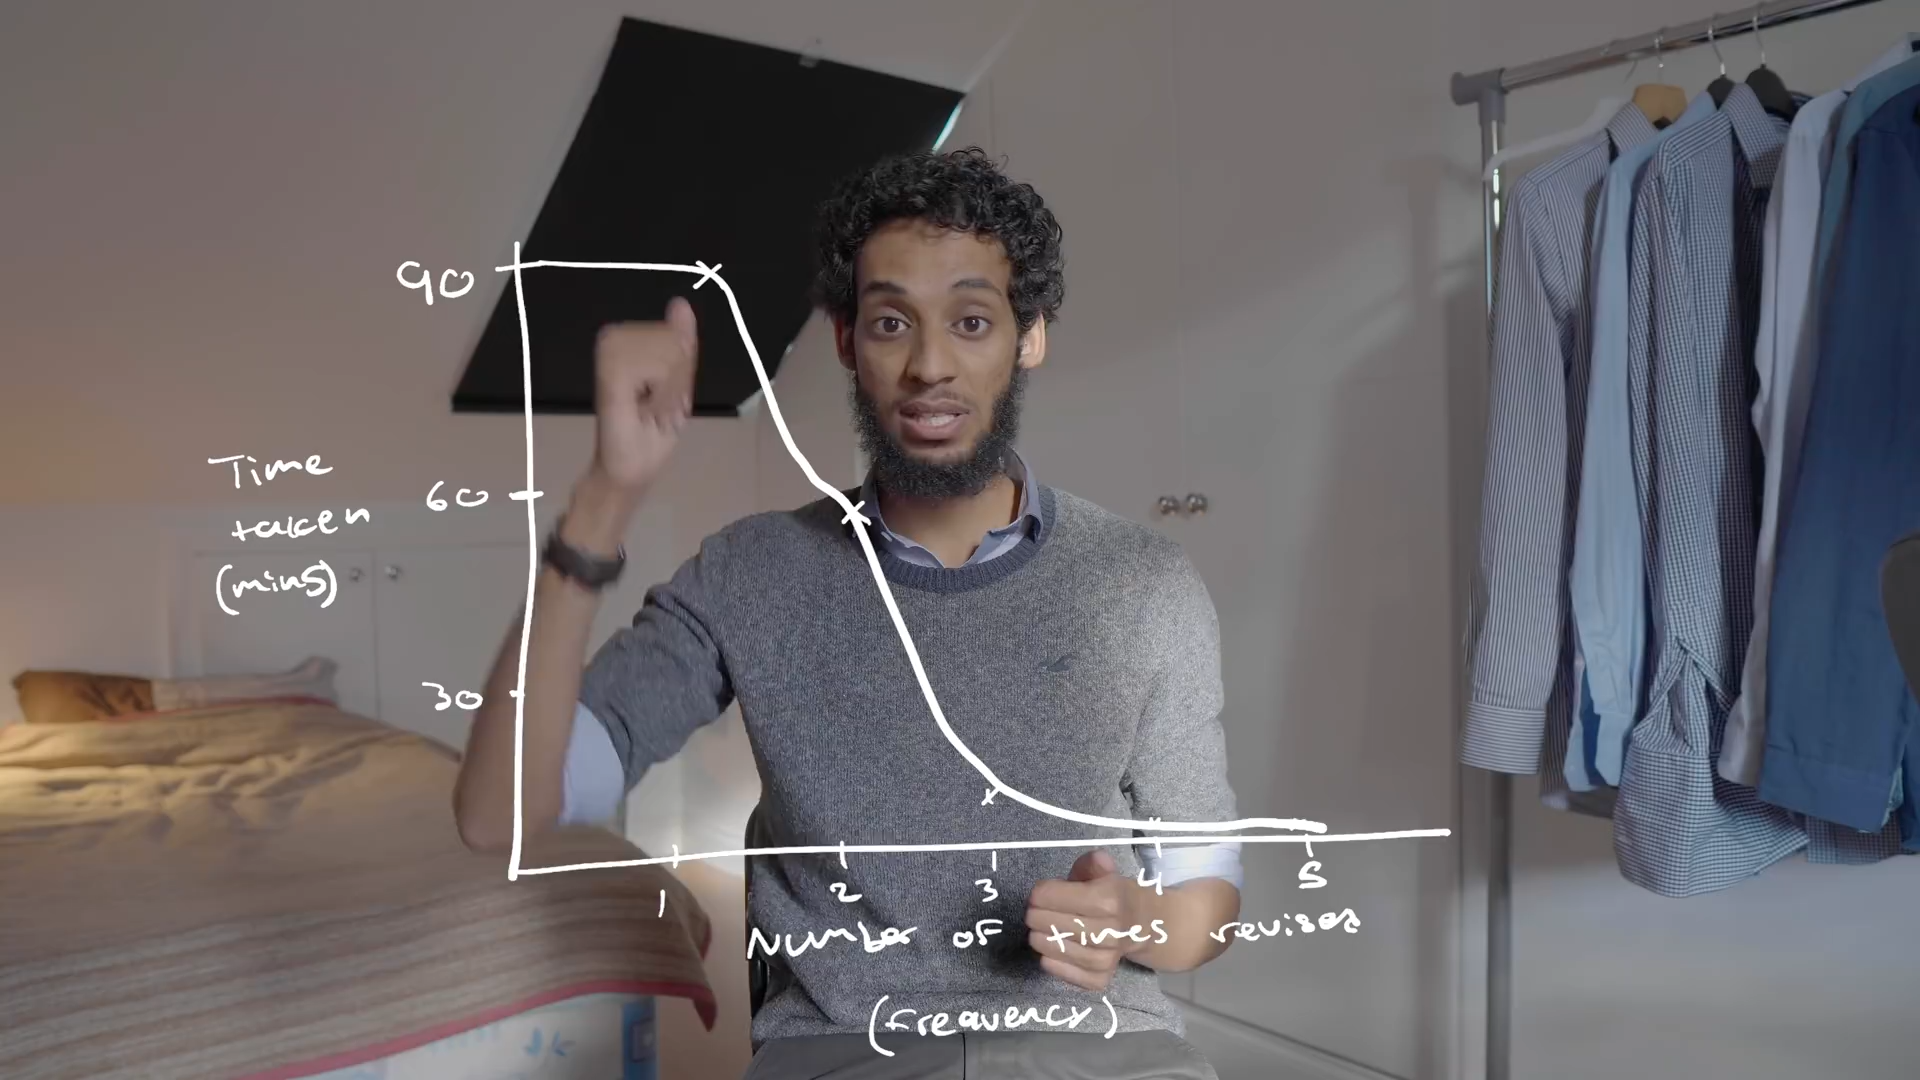 90
Time
taken
(mins)
60
30
1 2 3 4 5
Number of times revised
(frequency)